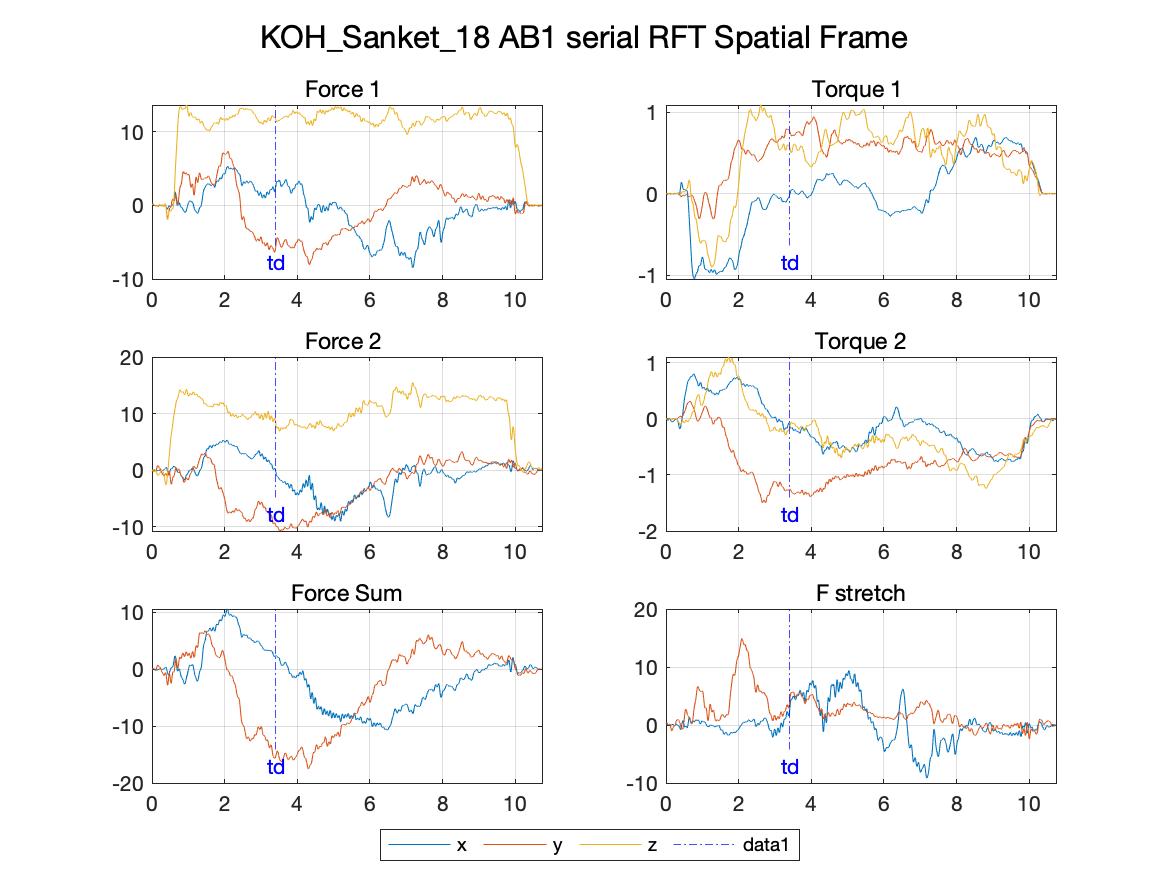 KOH_Sanket_18 AB1 serial RFT Spatial Frame
Force 1
10
0
-10
0 2 4 6 8 10
td
Torque 1
1
0
-1
0 2 4 6 8 10
td
Force 2
20
10
0
-10
0 2 4 6 8 10
td
Torque 2
1
0
-1
-2
0 2 4 6 8 10
td
Force Sum
10
0
-10
-20
0 2 4 6 8 10
td
F stretch
20
10
0
-10
0 2 4 6 8 10
td
x y z data1